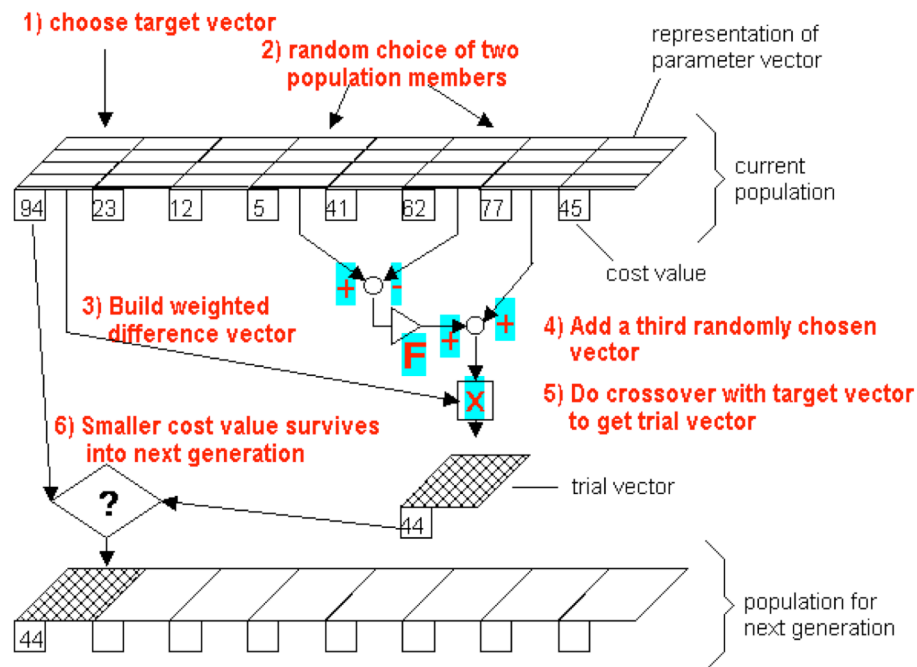 1) choose target vector
2) random choice of two
population members
representation of
parameter vector
current
population
94 23 12 5 41 62 77 45
cost value
+ -
3) Build weighted
difference vector
F + +
4) Add a third randomly chosen
vector
X
5) Do crossover with target vector
to get trial vector
6) Smaller cost value survives
into next generation
?
trial vector
44
44
population for
next generation